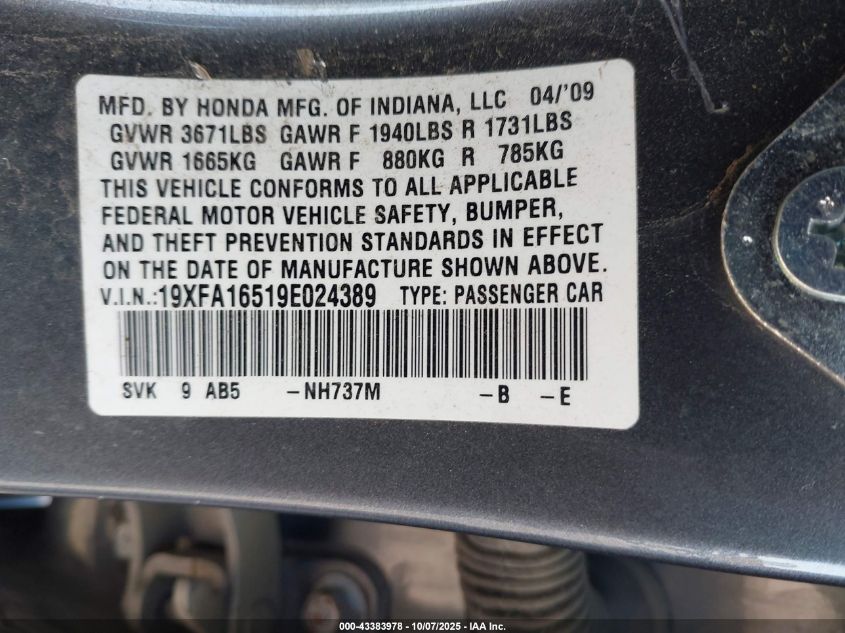 MFD. BY HONDA MFG. OF INDIANA, LLC 04/'09
GVWR 3671LBS GAWR F 1940LBS R 1731LBS
GVWR 1665KG GAWR F 880KG R 785KG
THIS VEHICLE CONFORMS TO ALL APPLICABLE
FEDERAL MOTOR VEHICLE SAFETY, BUMPER,
AND THEFT PREVENTION STANDARDS IN EFFECT
ON THE DATE OF MANUFACTURE SHOWN ABOVE.
V.I.N.:19XFA16519E024389 TYPE: PASSENGER CAR
SVK 9 AB5 -NH737M -B -E
000-43383978 - 10/07/2025 - IAA Inc.